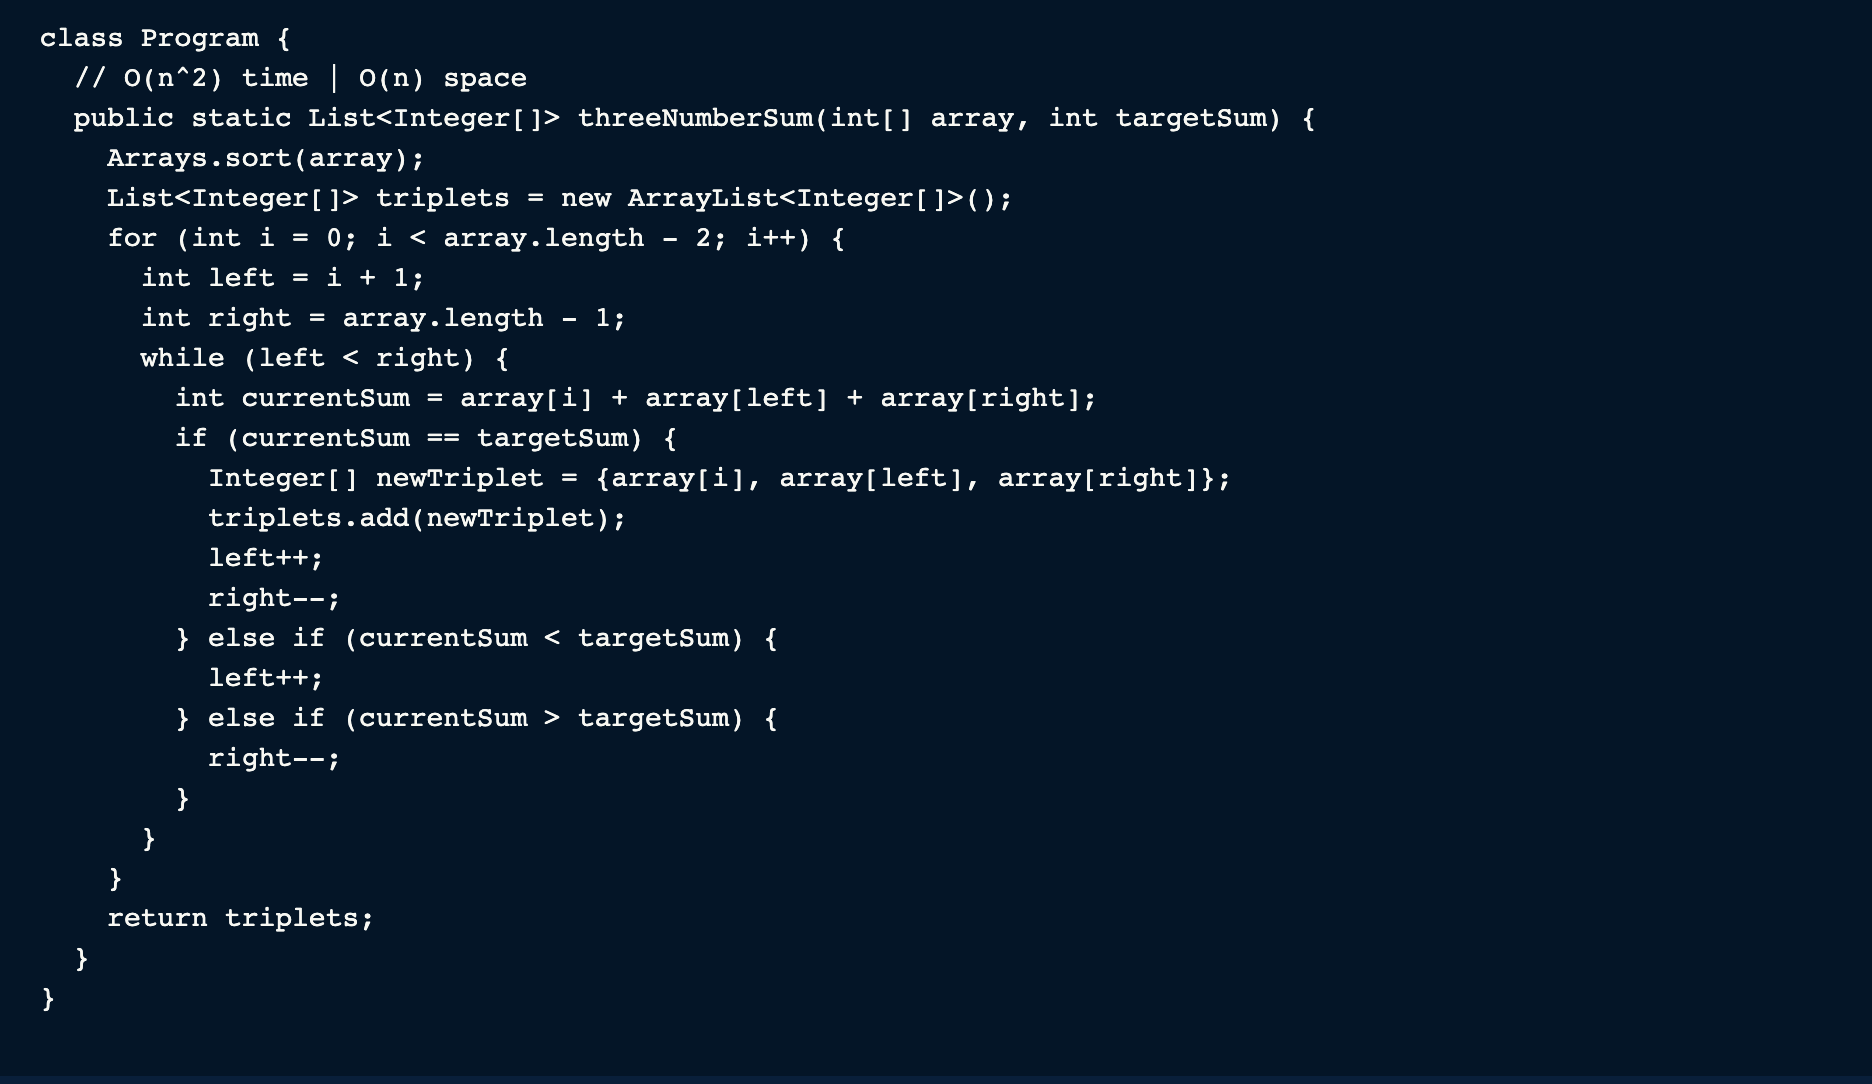 class Program {
  // O(n^2) time | O(n) space
  public static List<Integer[]> threeNumberSum(int[] array, int targetSum) {
    Arrays.sort(array);
    List<Integer[]> triplets = new ArrayList<Integer[]>();
    for (int i = 0; i < array.length - 2; i++) {
      int left = i + 1;
      int right = array.length - 1;
      while (left < right) {
        int currentSum = array[i] + array[left] + array[right];
        if (currentSum == targetSum) {
          Integer[] newTriplet = {array[i], array[left], array[right]};
          triplets.add(newTriplet);
          left++;
          right--;
        } else if (currentSum < targetSum) {
          left++;
        } else if (currentSum > targetSum) {
          right--;
        }
      }
    }
    return triplets;
  }
}